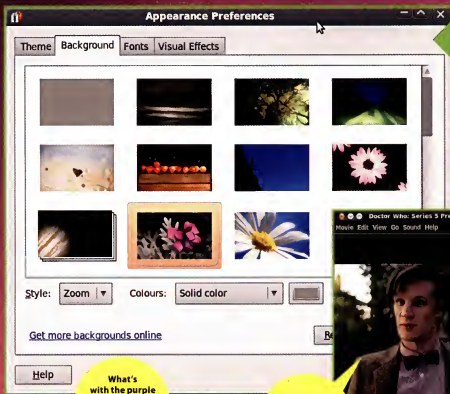 Appearance Preferences
Theme Background Fonts Visual Effects
Doctor Who: Series 5
Movie Edit View Go Sound Help
Style: Zoom Colours: Solid color
Get more backgrounds online
Help
What's
with the purple